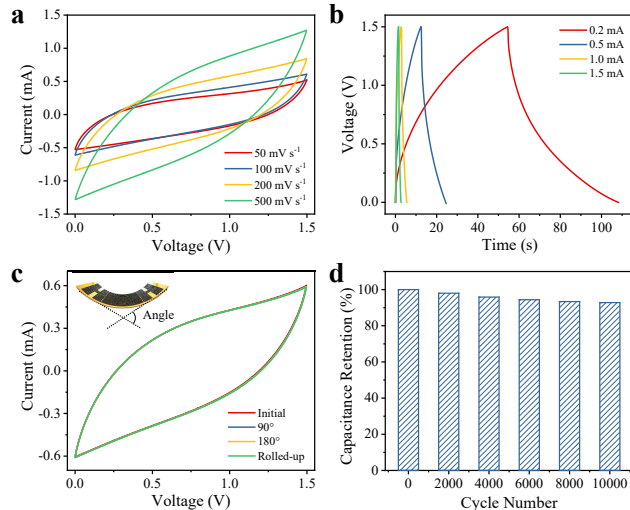 a
Current (mA)
1.5
1.0
0.5
0.0
-0.5
-1.0
-1.5
50 mV s⁻¹
100 mV s⁻¹
200 mV s⁻¹
500 mV s⁻¹
0.0 0.5 1.0 1.5
Voltage (V)
b
Voltage (V)
1.5
1.0
0.5
0.0
0.2 mA
0.5 mA
1.0 mA
1.5 mA
0 20 40 60 80 100
Time (s)
c
Current (mA)
0.6
0.3
0.0
-0.3
-0.6
Angle
Initial
90°
180°
Rolled-up
0.0 0.5 1.0 1.5
Voltage (V)
d
Capacitance Retention (%)
100
80
60
40
20
0
0 2000 4000 6000 8000 10000
Cycle Number